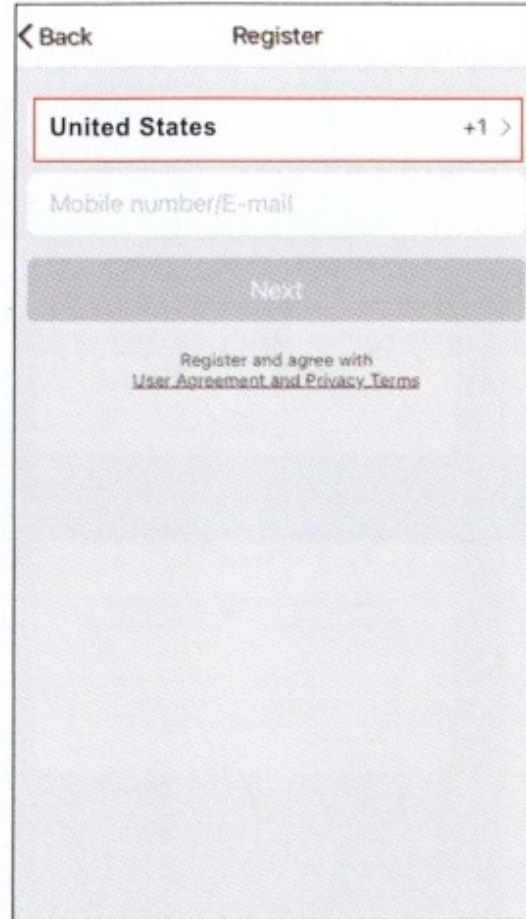 Back Register
United States +1
Mobile number/E-mail
Next
Register and agree with
User Agreement and Privacy Terms